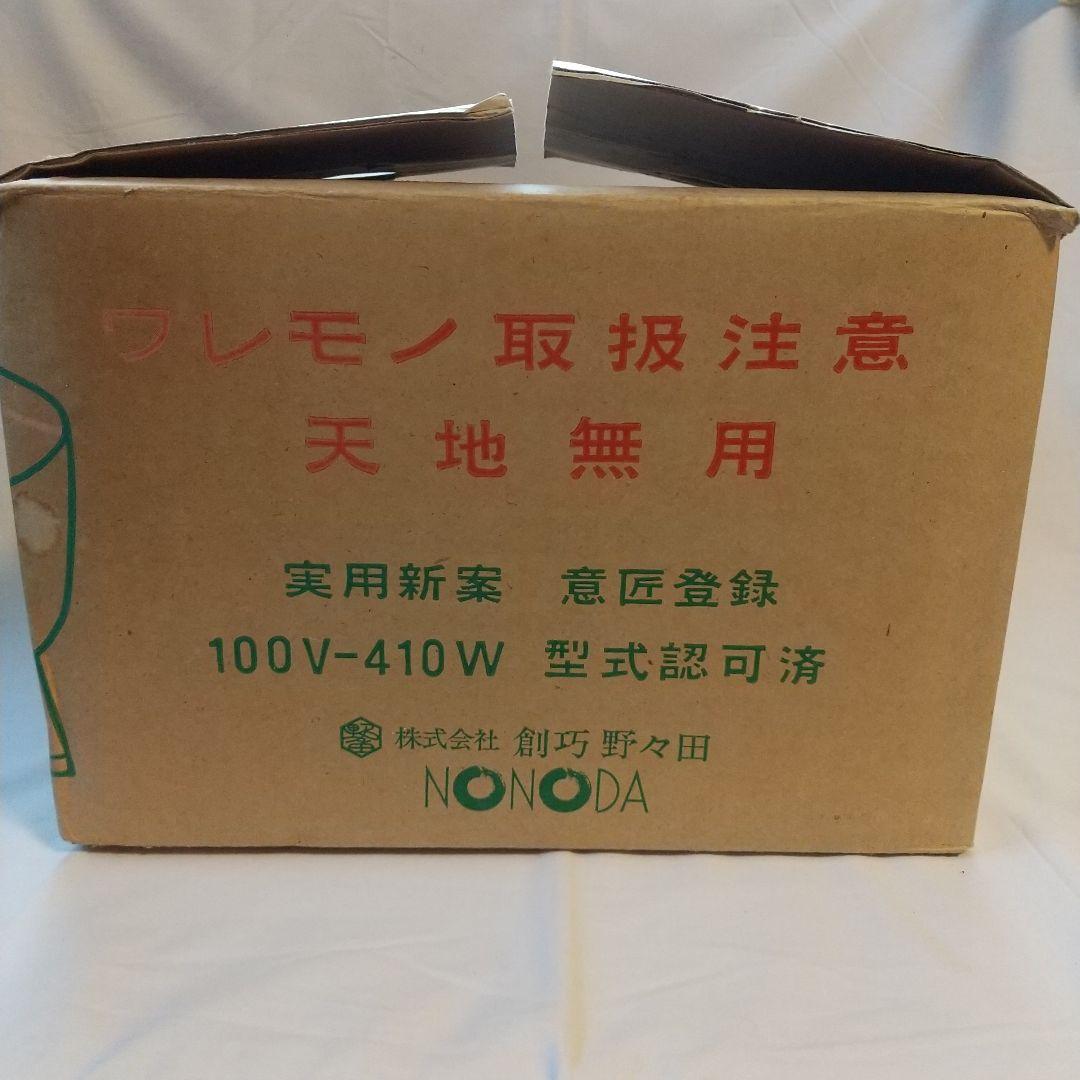 ワレモノ取扱注意
天地無用
実用新案 意匠登録
100V-410W 型式認可済
株式会社 創巧 野々田
NONODA